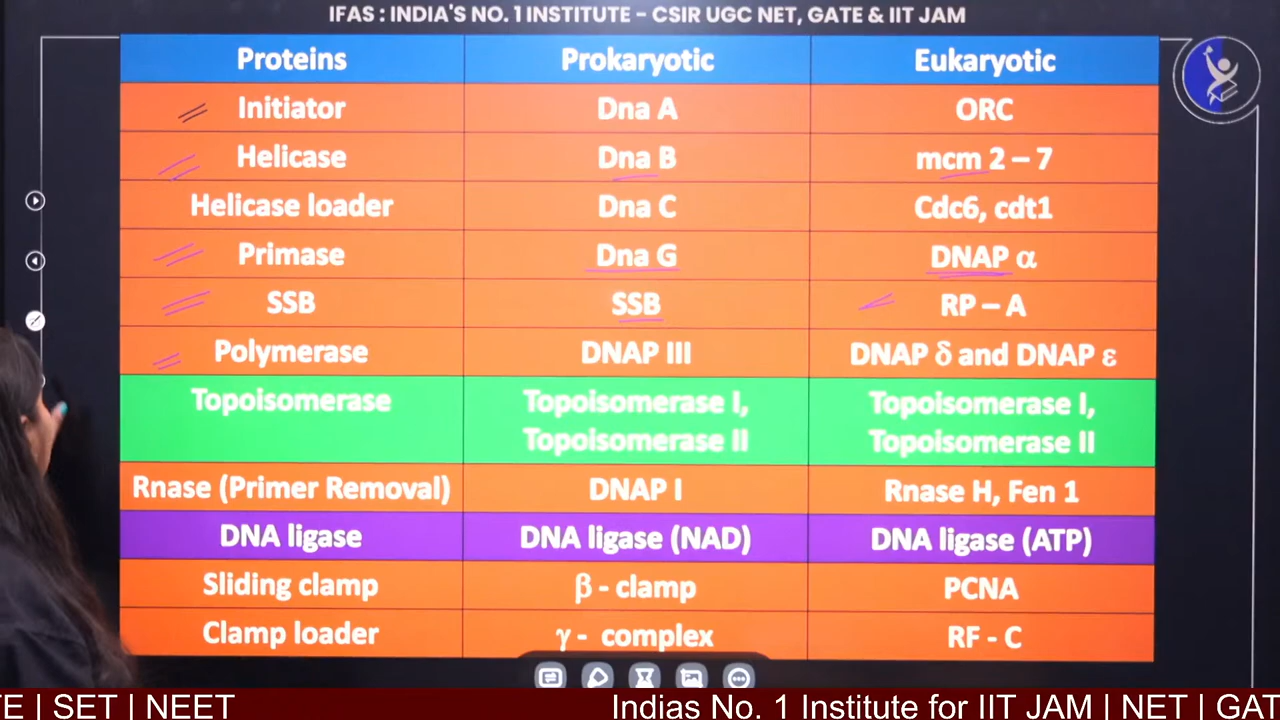 IFAS : INDIA'S NO. 1 INSTITUTE - CSIR UGC NET, GATE & IIT JAM
Proteins Prokaryotic Eukaryotic
Initiator Dna A ORC
Helicase Dna B mcm 2 – 7
Helicase loader Dna C Cdc6, cdt1
Primase Dna G DNAP α
SSB SSB RP – A
Polymerase DNAP III DNAP δ and DNAP ε
Topoisomerase Topoisomerase I, Topoisomerase I,
Topoisomerase II Topoisomerase II
Rnase (Primer Removal) DNAP I Rnase H, Fen 1
DNA ligase DNA ligase (NAD) DNA ligase (ATP)
Sliding clamp β - clamp PCNA
Clamp loader γ - complex RF - C
TE | SET | NEET Indias No. 1 Institute for IIT JAM | NET | GAT